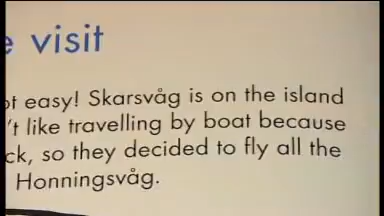 visit
easy! Skarsvåg is on the island
't like travelling by boat because
so they decided to fly all the
Honningsvåg.